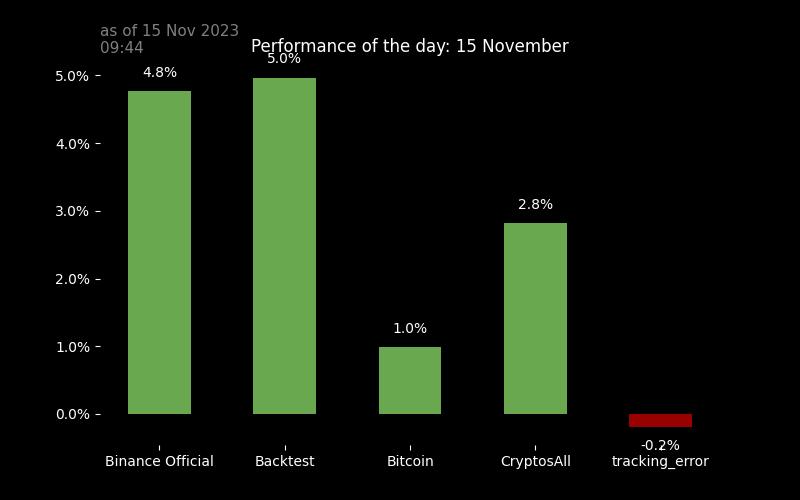 as of 15 Nov 2023
09:44
Performance of the day: 15 November
5.0%
4.0%
3.0%
2.0%
1.0%
0.0%
4.8%
5.0%
1.0%
2.8%
-0.2%
Binance Official
Backtest
Bitcoin
CryptosAll
tracking_error